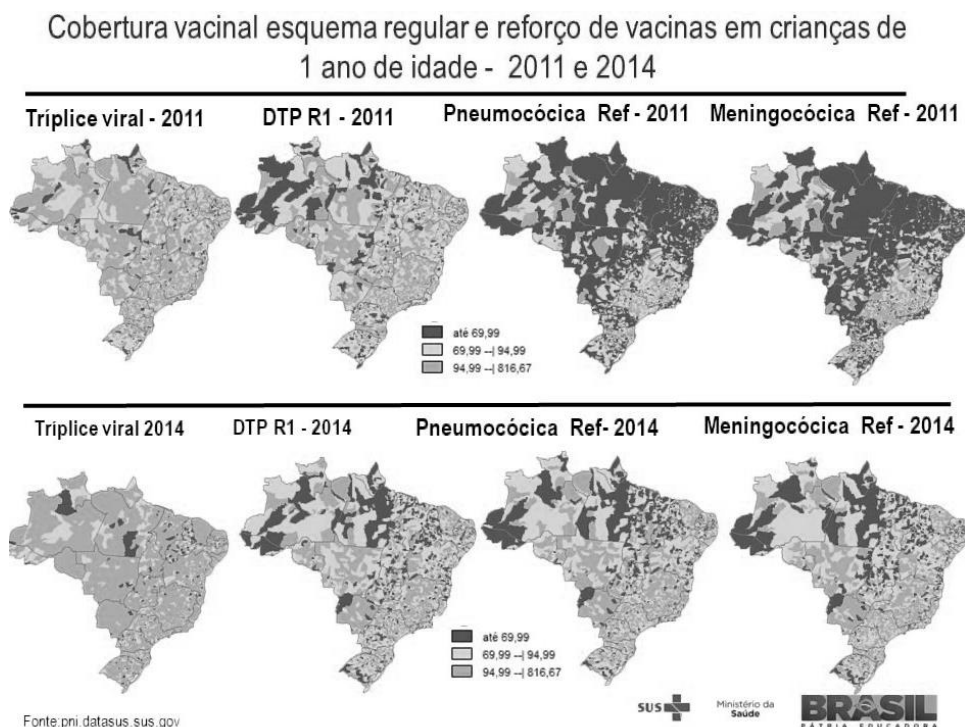 Cobertura vacinal esquema regular e reforço de vacinas em crianças de
1 ano de idade - 2011 e 2014
Tríplice viral - 2011
DTP R1 - 2011
Pneumocócica Ref - 2011
Meningocócica Ref - 2011
até 69,99
69,99 --| 94,99
94,99 --| 816,67
Tríplice viral 2014
DTP R1 - 2014
Pneumocócica Ref- 2014
Meningocócica Ref - 2014
até 69,99
69,99 --| 94,99
94,99 --| 816,67
Fonte:pni.datasus.sus.gov
SUS
Ministério da
Saúde
BRASIL
PÁTRIA EDUCADORA